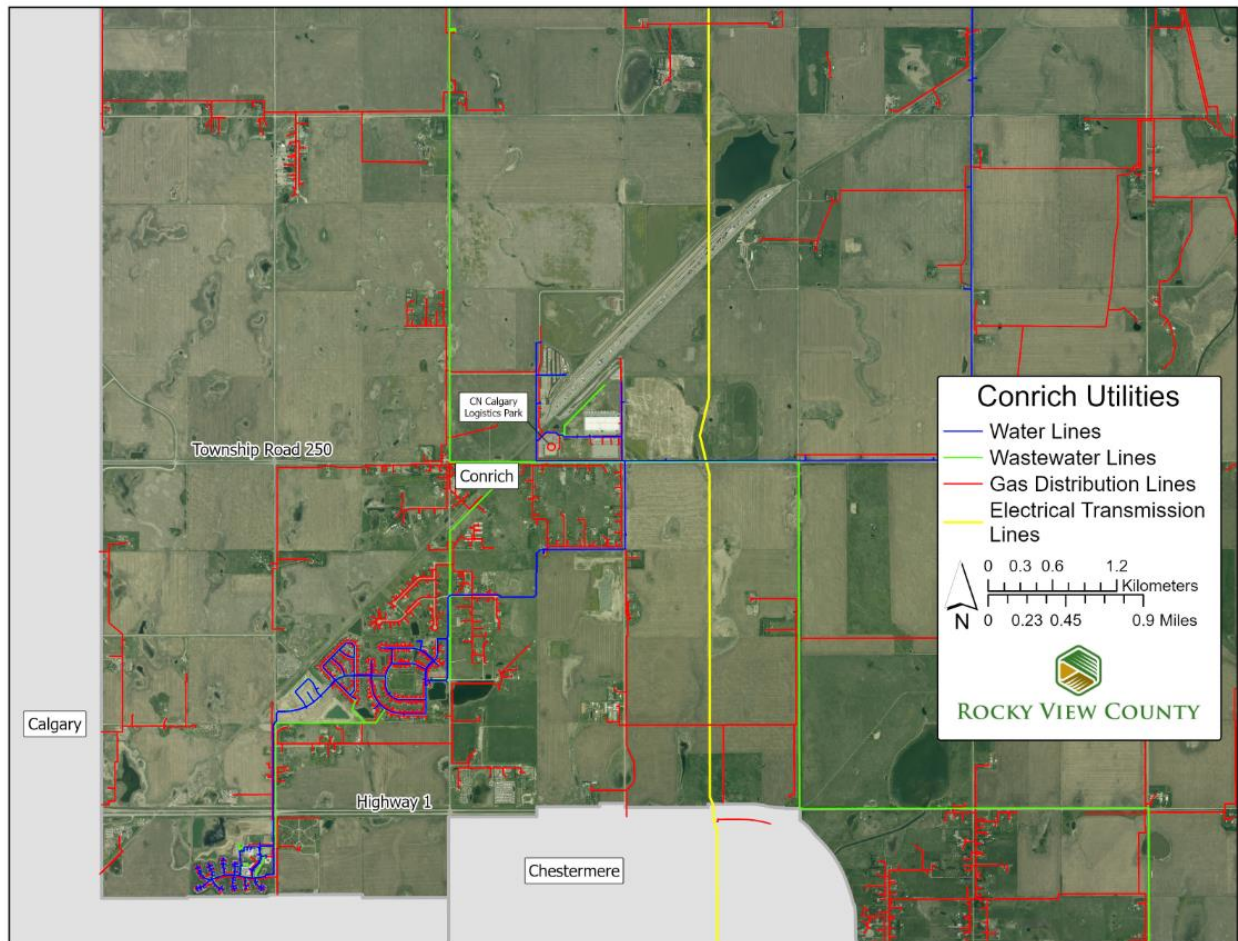 CN Calgary
Logistics Park
Township Road 250
Conrich
Calgary
Highway 1
Chestermere
Conrich Utilities
Water Lines
Wastewater Lines
Gas Distribution Lines
Electrical Transmission
Lines
0 0.3 0.6 1.2
Kilometers
0 0.23 0.45 0.9 Miles
N
ROCKY VIEW COUNTY